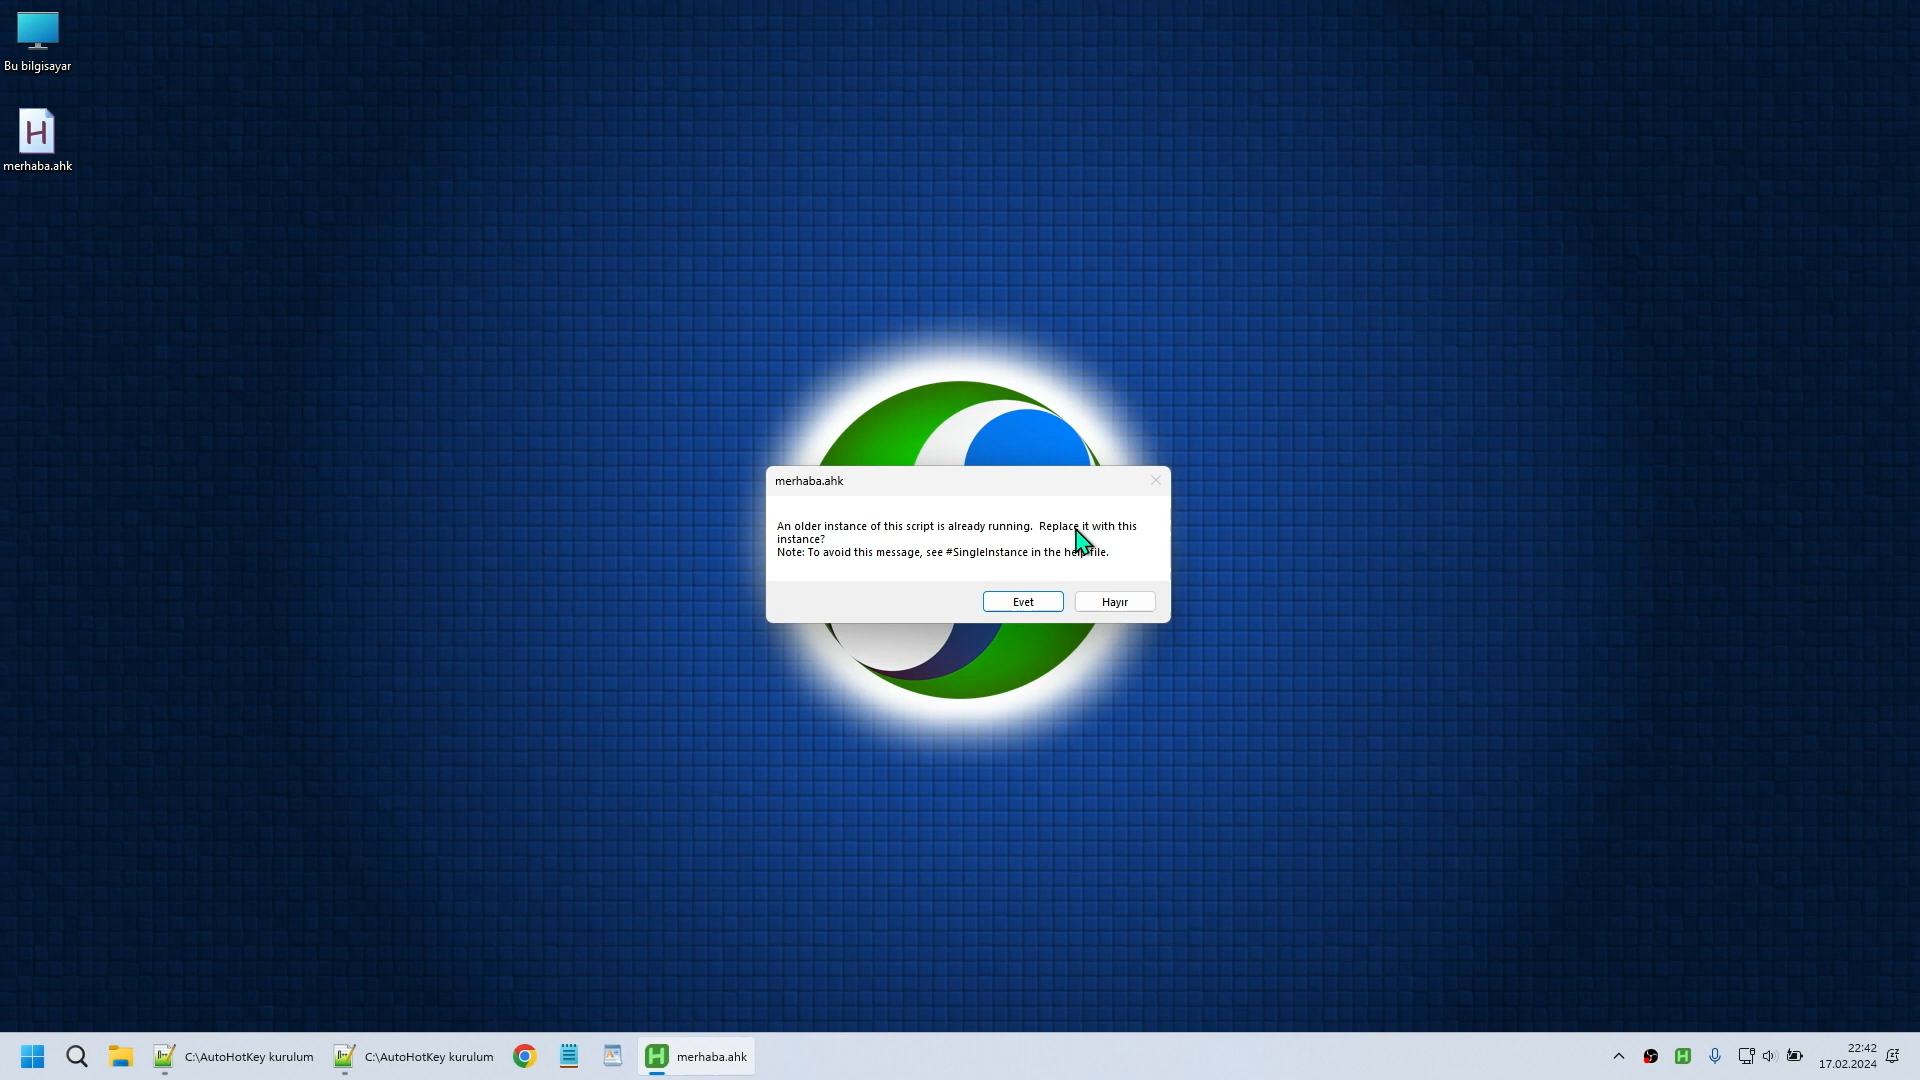 Bu bilgisayar
merhaba.ahk
merhaba.ahk
An older instance of this script is already running.  Replace it with this
instance?
Note: To avoid this message, see #SingleInstance in the help file.
Evet
Hayır
C:\AutoHotKey kurulum
C:\AutoHotKey kurulum
merhaba.ahk
22:42
17.02.2024